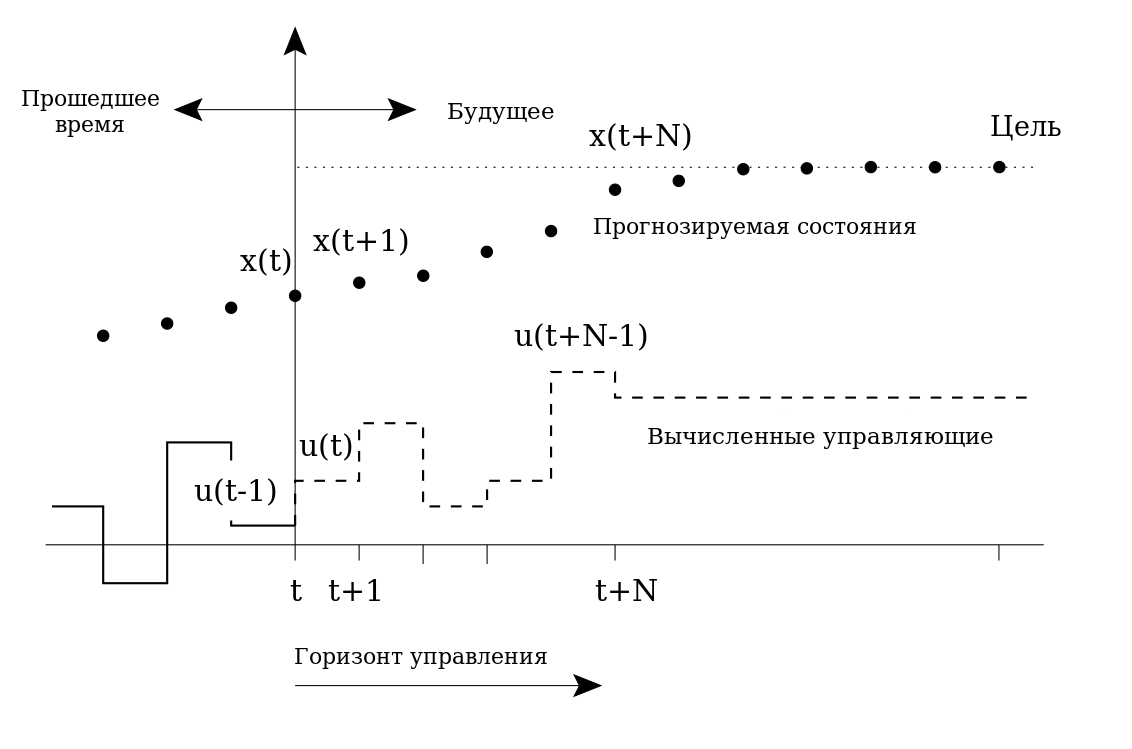 Прошедшее
время
Будущее
Цель
x(t+N)
Прогнозируемая состояния
x(t+1)
x(t)
u(t+N-1)
Вычисленные управляющие
u(t)
u(t-1)
t t+1 t+N
Горизонт управления